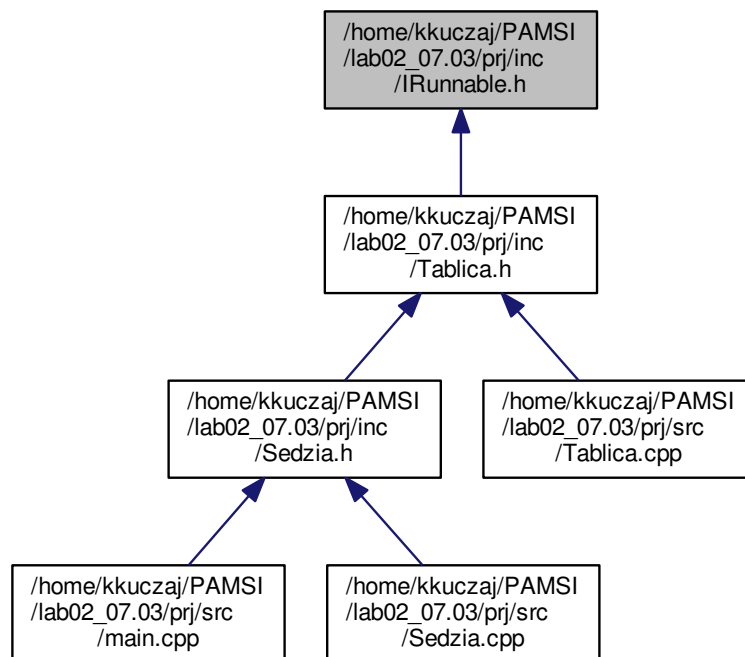 /home/kkuczaj/PAMSI
/lab02_07.03/prj/inc
/IRunnable.h
/home/kkuczaj/PAMSI
/lab02_07.03/prj/inc
/Tablica.h
/home/kkuczaj/PAMSI
/lab02_07.03/prj/inc
/Sedzia.h
/home/kkuczaj/PAMSI
/lab02_07.03/prj/src
/Tablica.cpp
/home/kkuczaj/PAMSI
/lab02_07.03/prj/src
/main.cpp
/home/kkuczaj/PAMSI
/lab02_07.03/prj/src
/Sedzia.cpp